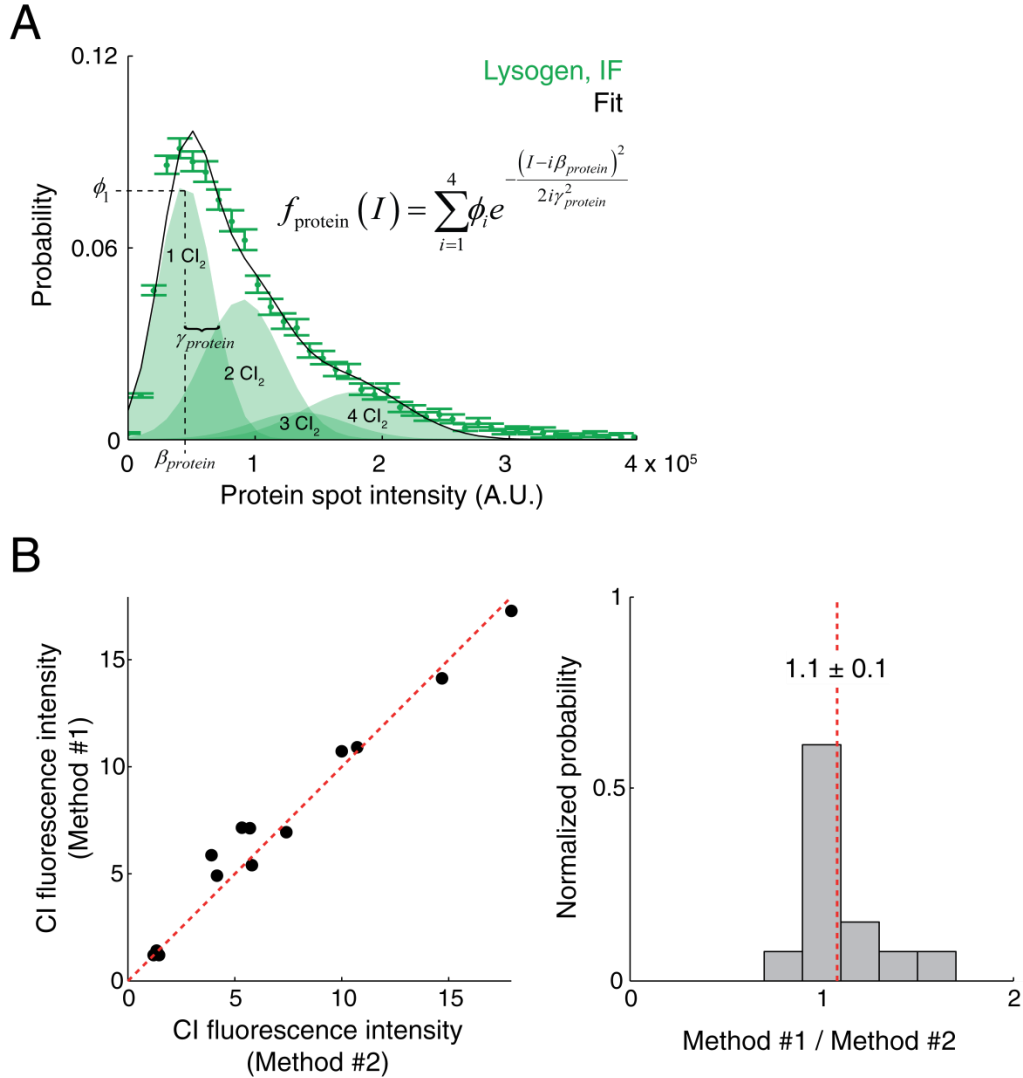 A
0.12
Lysogen, IF
Fit
ϕ₁
f_protein (I) = ∑_{i=1}^{4} ϕ_i e^{-\frac{(I-iβ_protein)^2}{2iγ_protein^2}}
Probability
0.06
1 CI₂
γ_protein
2 CI₂
3 CI₂
4 CI₂
0
0 1 2 3 4 x 10⁵
β_protein
Protein spot intensity (A.U.)
B
CI fluorescence intensity
(Method #1)
15
10
5
0
0 5 10 15
CI fluorescence intensity
(Method #2)
Normalized probability
1
1.1 ± 0.1
0.5
0
0 1 2
Method #1 / Method #2